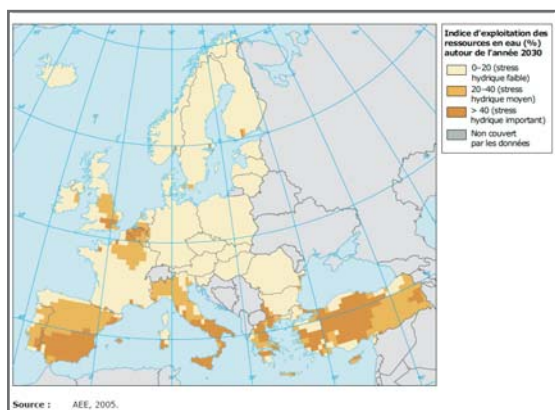 Indice d'exploitation des
ressources en eau (%)
autour de l'année 2030
0–20 (stress
hydrique faible)
20–40 (stress
hydrique moyen)
> 40 (stress
hydrique important)
Non couvert
par les données
Source : AEE, 2005.